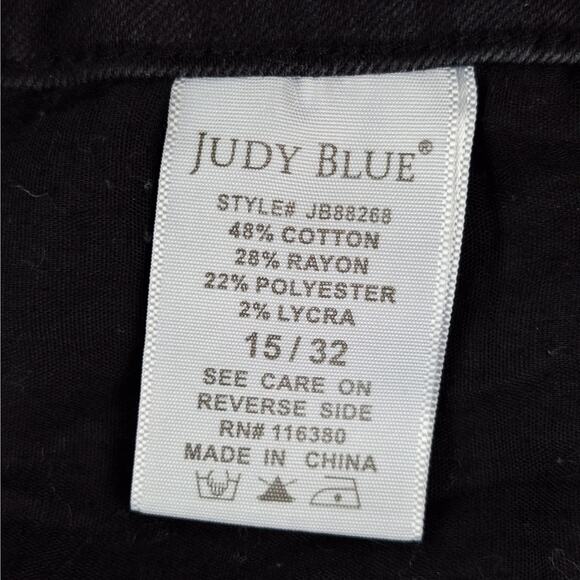 JUDY BLUE®
STYLE# JB88268
48% COTTON
28% RAYON
22% POLYESTER
2% LYCRA
15 / 32
SEE CARE ON
REVERSE SIDE
RN# 116380
MADE IN CHINA